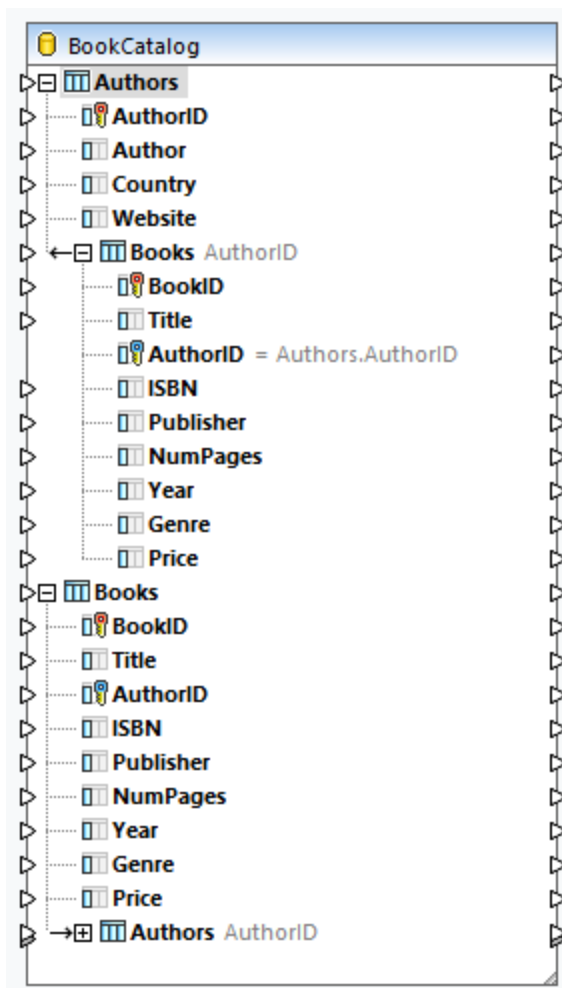 BookCatalog
Authors
AuthorID
Author
Country
Website
Books AuthorID
BookID
Title
AuthorID = Authors.AuthorID
ISBN
Publisher
NumPages
Year
Genre
Price
Books
BookID
Title
AuthorID
ISBN
Publisher
NumPages
Year
Genre
Price
Authors AuthorID